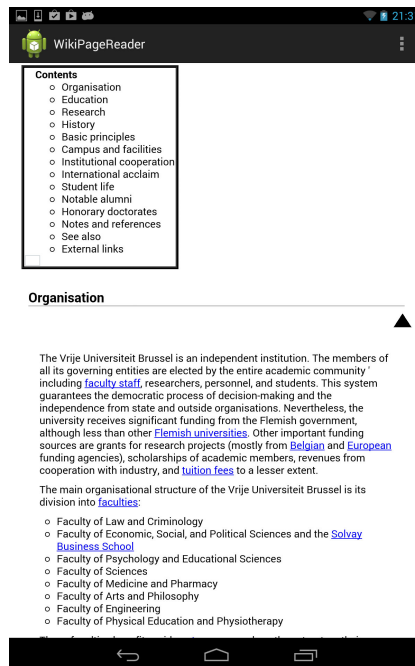 21:3
WikiPageReader
Contents
Organisation
Education
Research
History
Basic principles
Campus and facilities
Institutional cooperation
International acclaim
Student life
Notable alumni
Honorary doctorates
Notes and references
See also
External links
Organisation
The Vrije Universiteit Brussel is an independent institution. The members of
all its governing entities are elected by the entire academic community '
including faculty staff, researchers, personnel, and students. This system
guarantees the democratic process of decision-making and the
independence from state and outside organisations. Nevertheless, the
university receives significant funding from the Flemish government,
although less than other Flemish universities. Other important funding
sources are grants for research projects (mostly from Belgian and European
funding agencies), scholarships of academic members, revenues from
cooperation with industry, and tuition fees to a lesser extent.
The main organisational structure of the Vrije Universiteit Brussel is its
division into faculties:
Faculty of Law and Criminology
Faculty of Economic, Social, and Political Sciences and the Solvay
Business School
Faculty of Psychology and Educational Sciences
Faculty of Sciences
Faculty of Medicine and Pharmacy
Faculty of Arts and Philosophy
Faculty of Engineering
Faculty of Physical Education and Physiotherapy